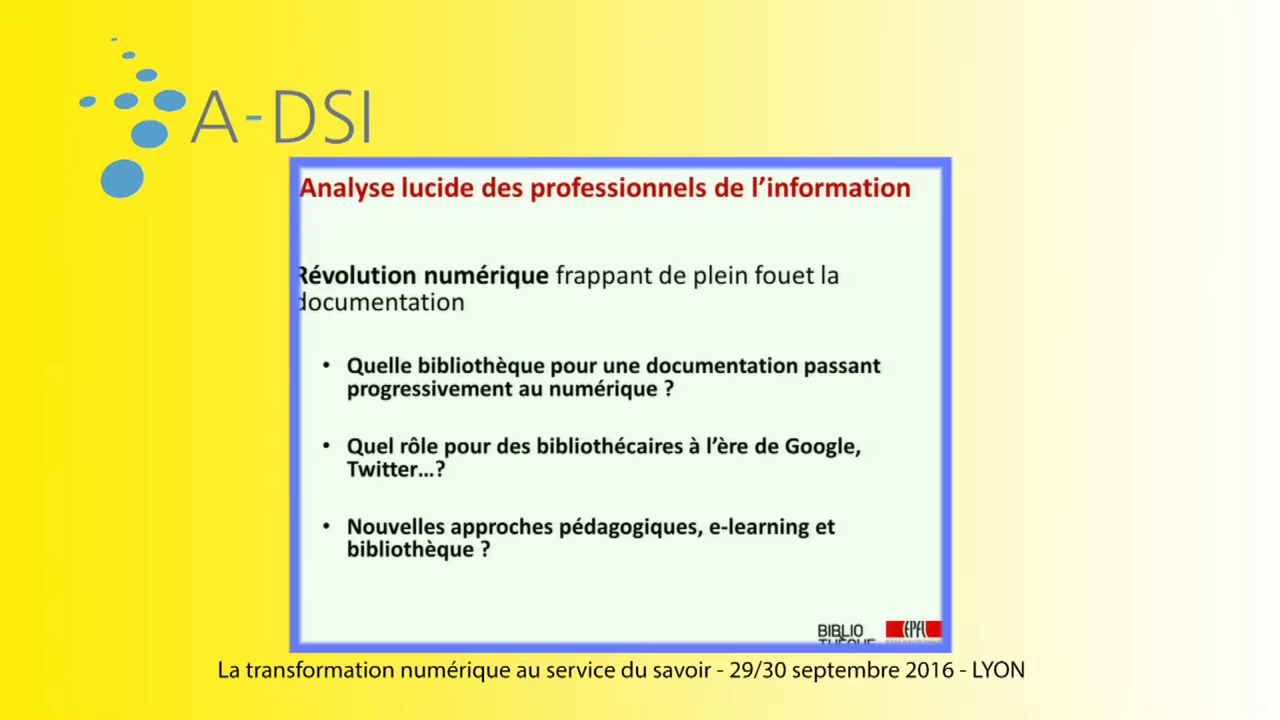 A-DSI
Analyse lucide des professionnels de l’information
Révolution numérique frappant de plein fouet la
documentation
• Quelle bibliothèque pour une documentation passant
progressivement au numérique ?
• Quel rôle pour des bibliothécaires à l’ère de Google,
Twitter…?
• Nouvelles approches pédagogiques, e-learning et
bibliothèque ?
BIBLIO
THÈQUE
EPFL
La transformation numérique au service du savoir - 29/30 septembre 2016 - LYON